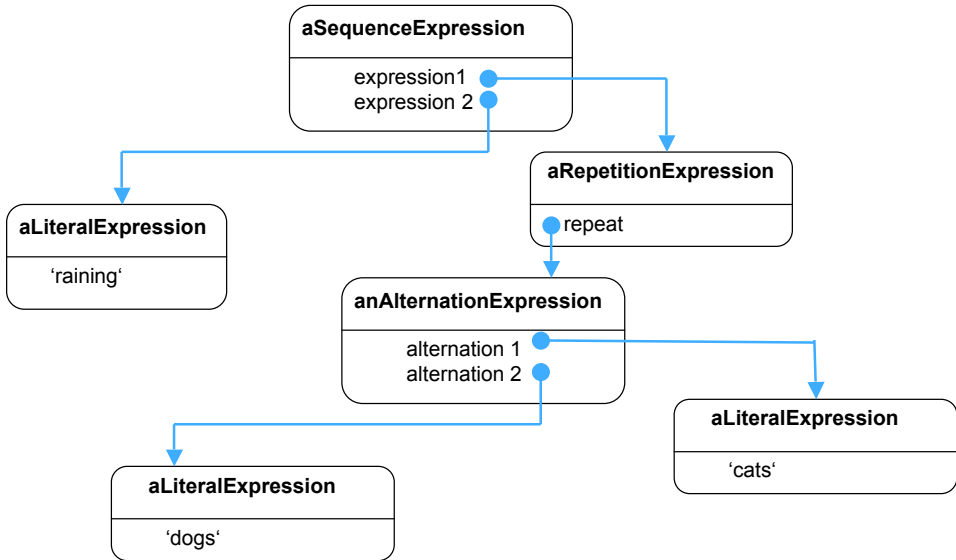 aSequenceExpression
expression1
expression 2
aRepetitionExpression
repeat
aLiteralExpression
‘raining‘
anAlternationExpression
alternation 1
alternation 2
aLiteralExpression
‘cats‘
aLiteralExpression
‘dogs‘